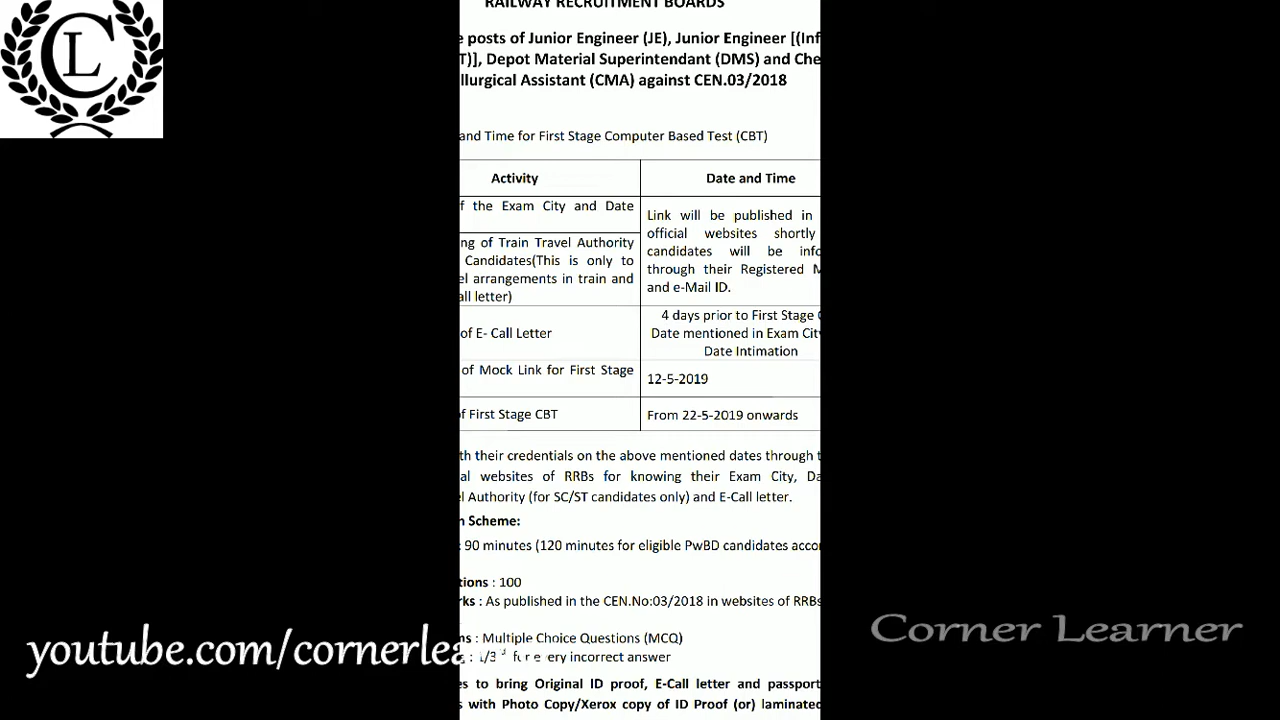 CL
RAILWAY RECRUITMENT BOARDS
e posts of Junior Engineer (JE), Junior Engineer [(Inf
T)], Depot Material Superintendant (DMS) and Che
llurgical Assistant (CMA) against CEN.03/2018
and Time for First Stage Computer Based Test (CBT)
Activity
Date and Time
f the Exam City and Date
Link will be published in
official websites shortly
candidates will be info
through their Registered M
and e-Mail ID.
ng of Train Travel Authority
Candidates(This is only to
el arrangements in train and
all letter)
of E- Call Letter
4 days prior to First Stage C
Date mentioned in Exam City
Date Intimation
of Mock Link for First Stage
12-5-2019
f First Stage CBT
From 22-5-2019 onwards
th their credentials on the above mentioned dates through t
al websites of RRBs for knowing their Exam City, Da
el Authority (for SC/ST candidates only) and E-Call letter.
n Scheme:
: 90 minutes (120 minutes for eligible PwBD candidates accor
tions : 100
rks : As published in the CEN.No:03/2018 in websites of RRBs
ns : Multiple Choice Questions (MCQ)
: 1/3rd for every incorrect answer
es to bring Original ID proof, E-Call letter and passport
s with Photo Copy/Xerox copy of ID Proof (or) laminated
youtube.com/cornerlea
Corner Learner